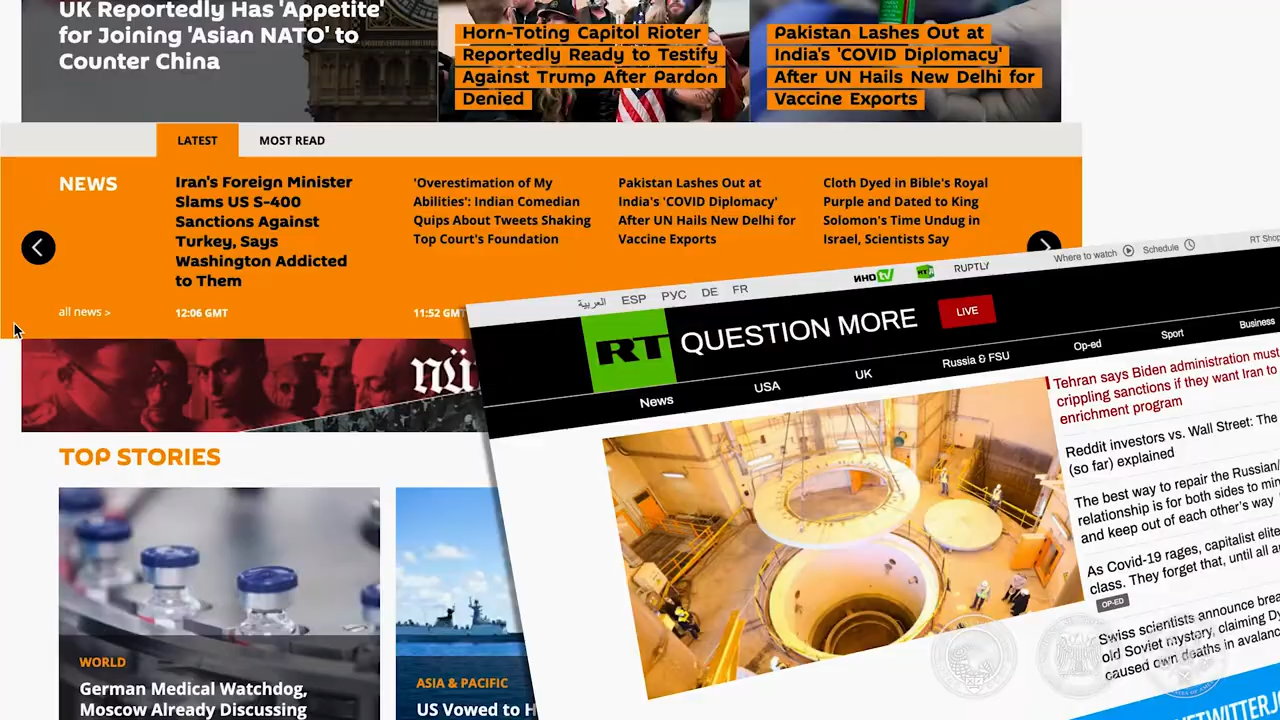 UK Reportedly Has 'Appetite'
for Joining 'Asian NATO' to
Counter China
Horn-Toting Capitol Rioter
Reportedly Ready to Testify
Against Trump After Pardon
Denied
Pakistan Lashes Out at
India's 'COVID Diplomacy'
After UN Hails New Delhi for
Vaccine Exports
LATEST
MOST READ
NEWS
Iran's Foreign Minister
Slams US S-400
Sanctions Against
Turkey, Says
Washington Addicted
to Them
'Overestimation of My
Abilities': Indian Comedian
Quips About Tweets Shaking
Top Court's Foundation
Pakistan Lashes Out at
India's 'COVID Diplomacy'
After UN Hails New Delhi for
Vaccine Exports
Cloth Dyed in Bible's Royal
Purple and Dated to King
Solomon's Time Undug in
Israel, Scientists Say
all news >
12:06 GMT
11:52 GMT
nü
TOP STORIES
WORLD
German Medical Watchdog,
Moscow Already Discussing
ASIA & PACIFIC
US Vowed to H
Where to watch
Schedule
RT Shop
ИНОTV
RT
RUPTLY
العربية
ESP
РУС
DE
FR
RT
QUESTION MORE
LIVE
News
USA
UK
Russia & FSU
Op-ed
Sport
Business
Tehran says Biden administration must
crippling sanctions if they want Iran to
enrichment program
Reddit investors vs. Wall Street: The
(so far) explained
The best way to repair the Russian/
relationship is for both sides to min
and keep out of each other's way
As Covid-19 rages, capitalist elite
class. They forget that, until all ar
OP-ED
Swiss scientists announce brea
old Soviet mystery, claiming Dy
caused own deaths in avalanc
TWITTERJ